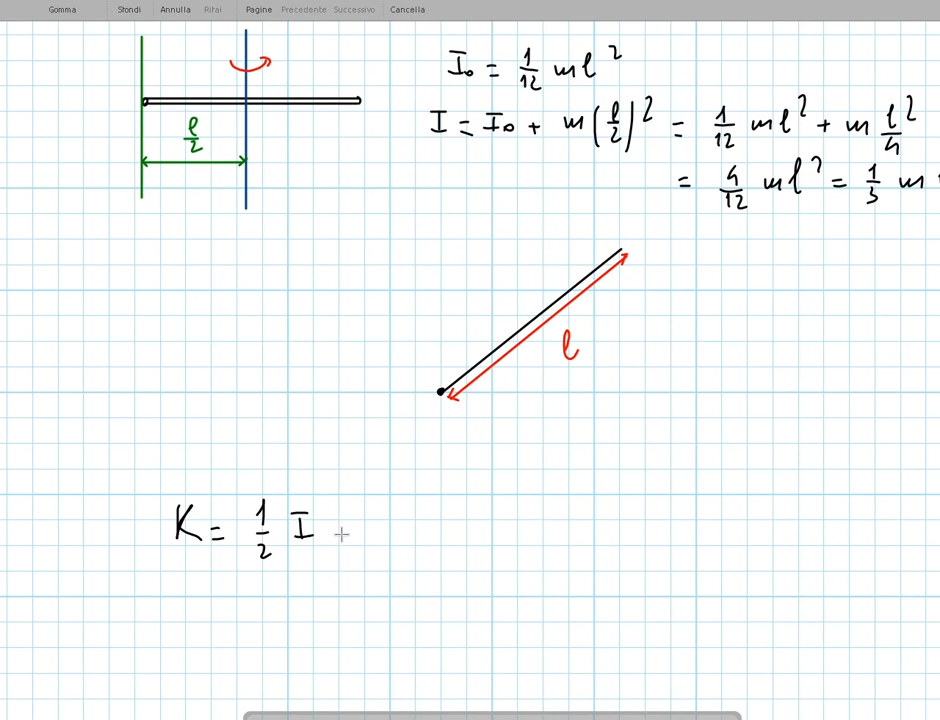 Gomma Sfondi Annulla Rifai Pagine Precedente Successivo Cancella
I₀ = 1/12 ml²
I = I₀ + m(l/2)² = 1/12 ml² + m l²/4
= 4/12 ml² = 1/3 m
l/2
l
K = 1/2 I